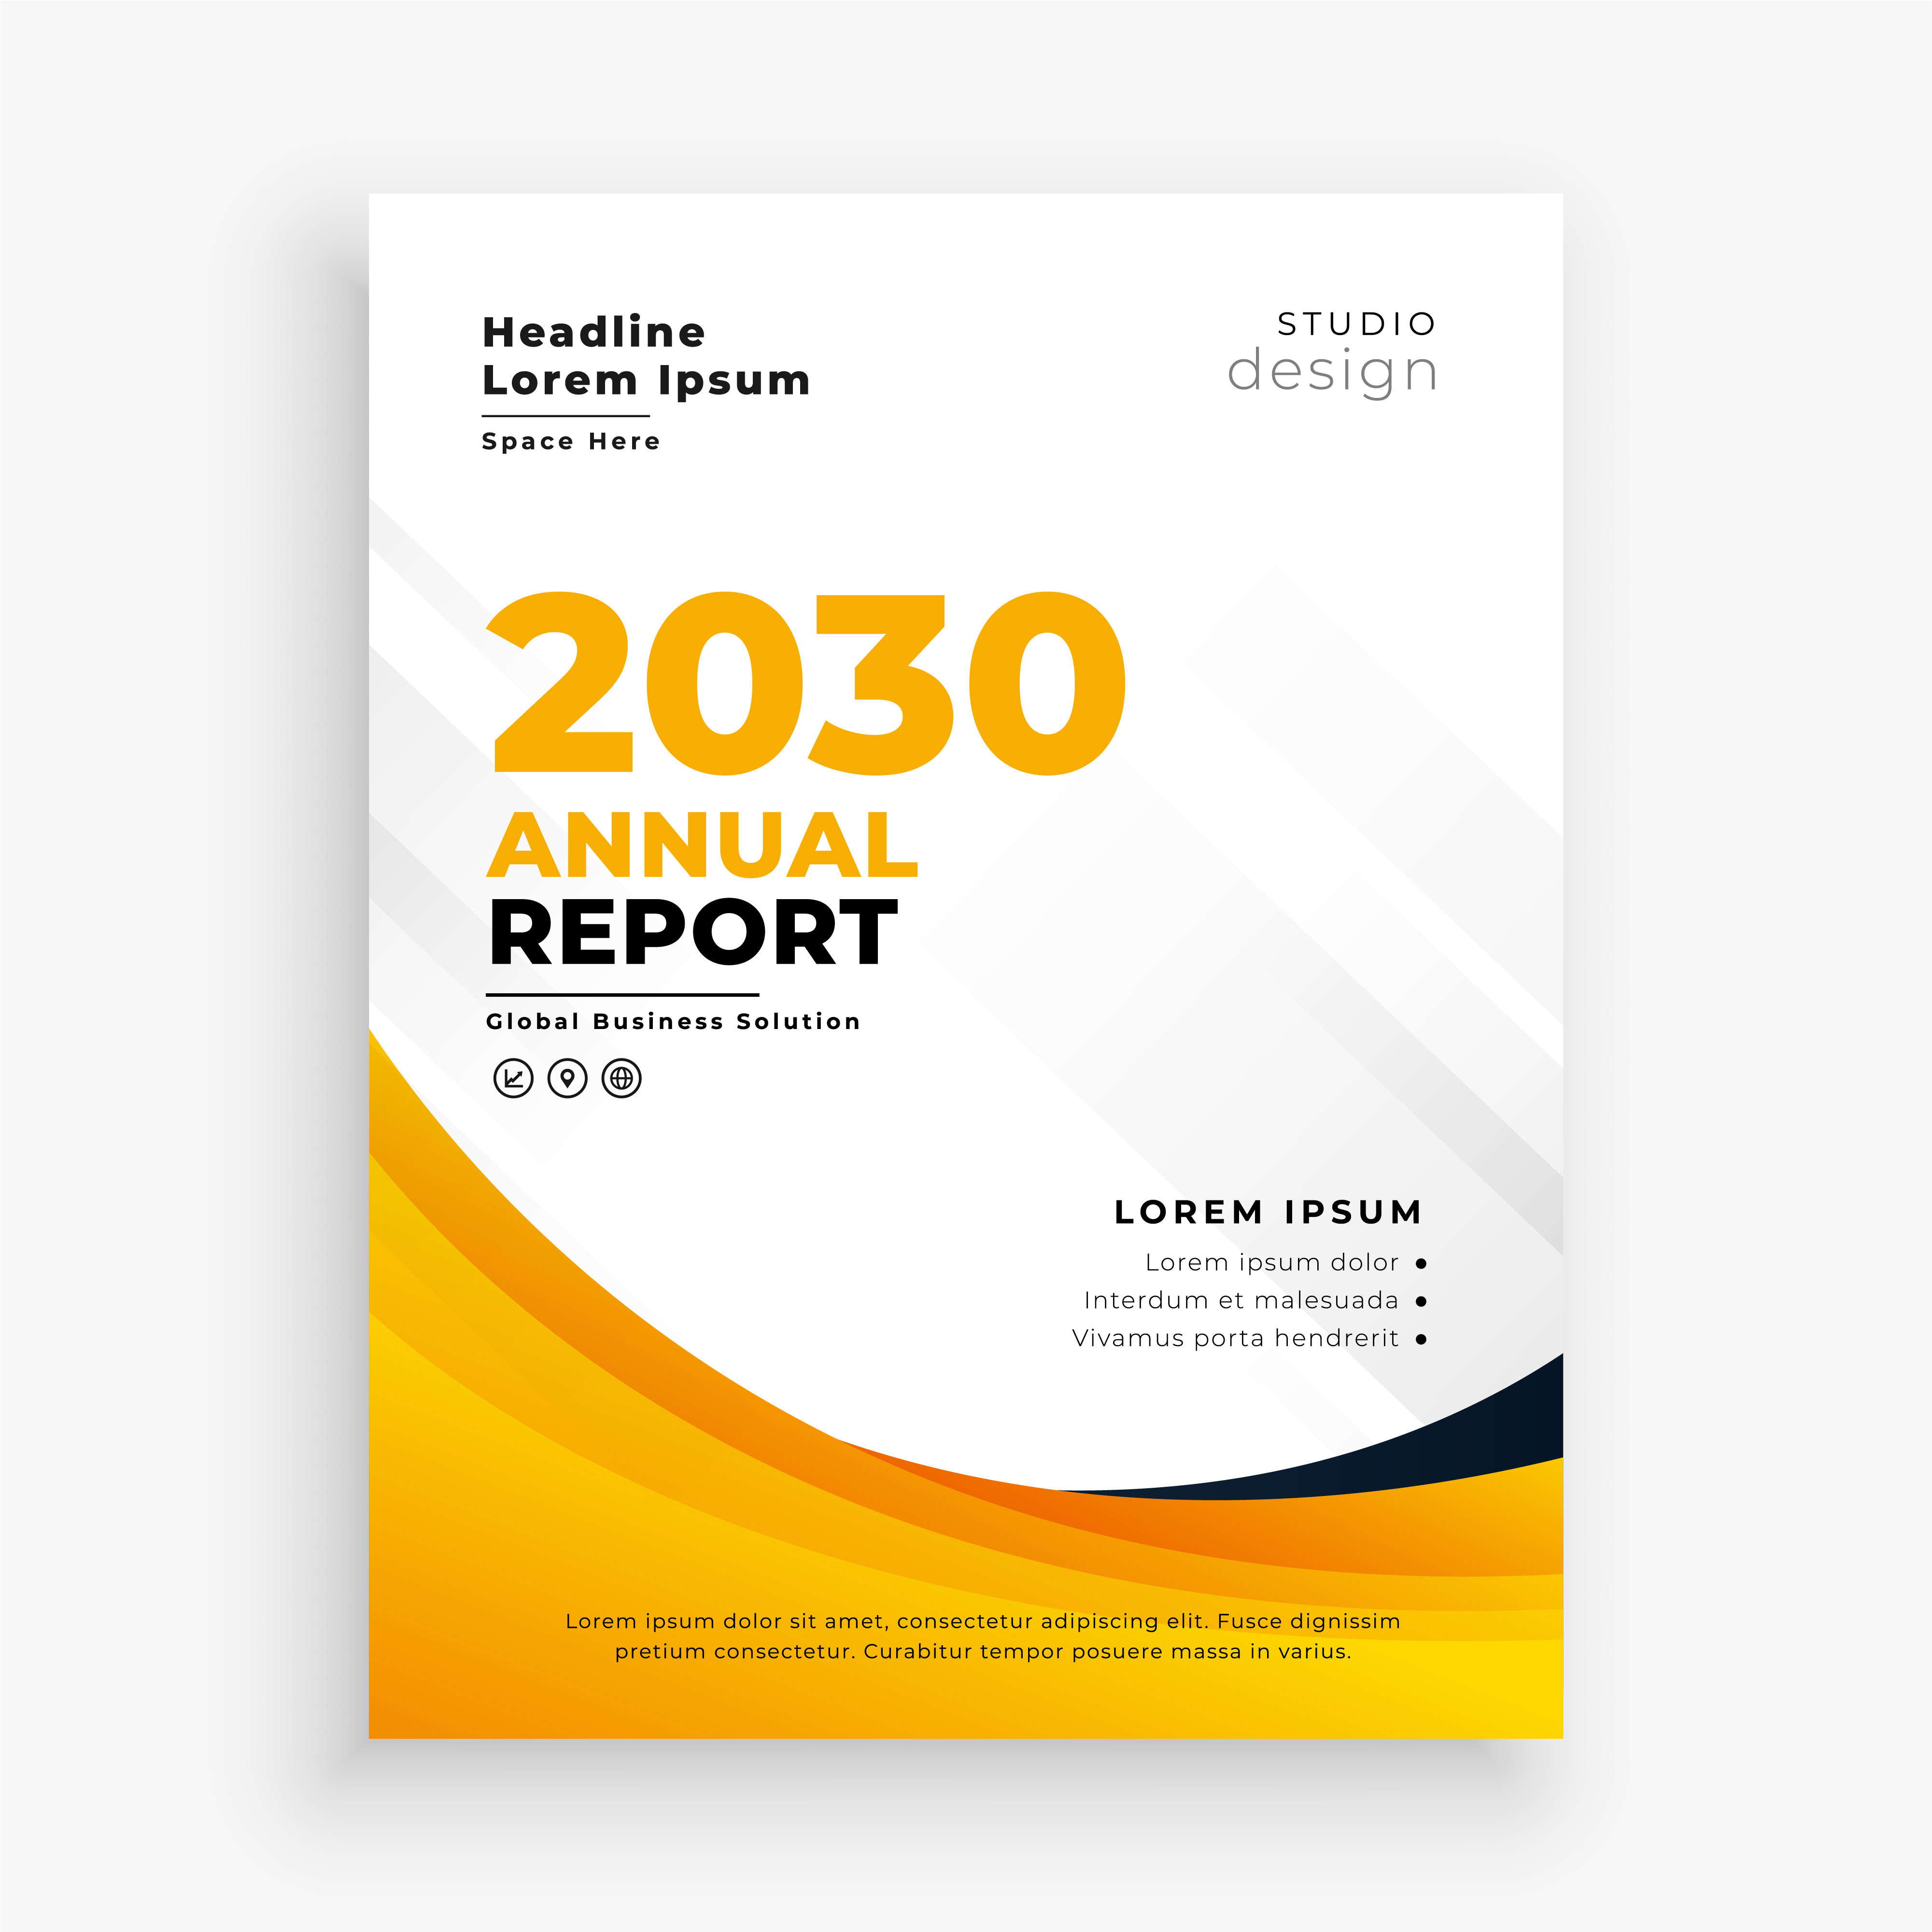 Headline
Lorem Ipsum
Space Here
STUDIO
design
2030
ANNUAL
REPORT
Global Business Solution
LOREM IPSUM
Lorem ipsum dolor
Interdum et malesuada
Vivamus porta hendrerit
Lorem ipsum dolor sit amet, consectetur adipiscing elit. Fusce dignissim
pretium consectetur. Curabitur tempor posuere massa in varius.